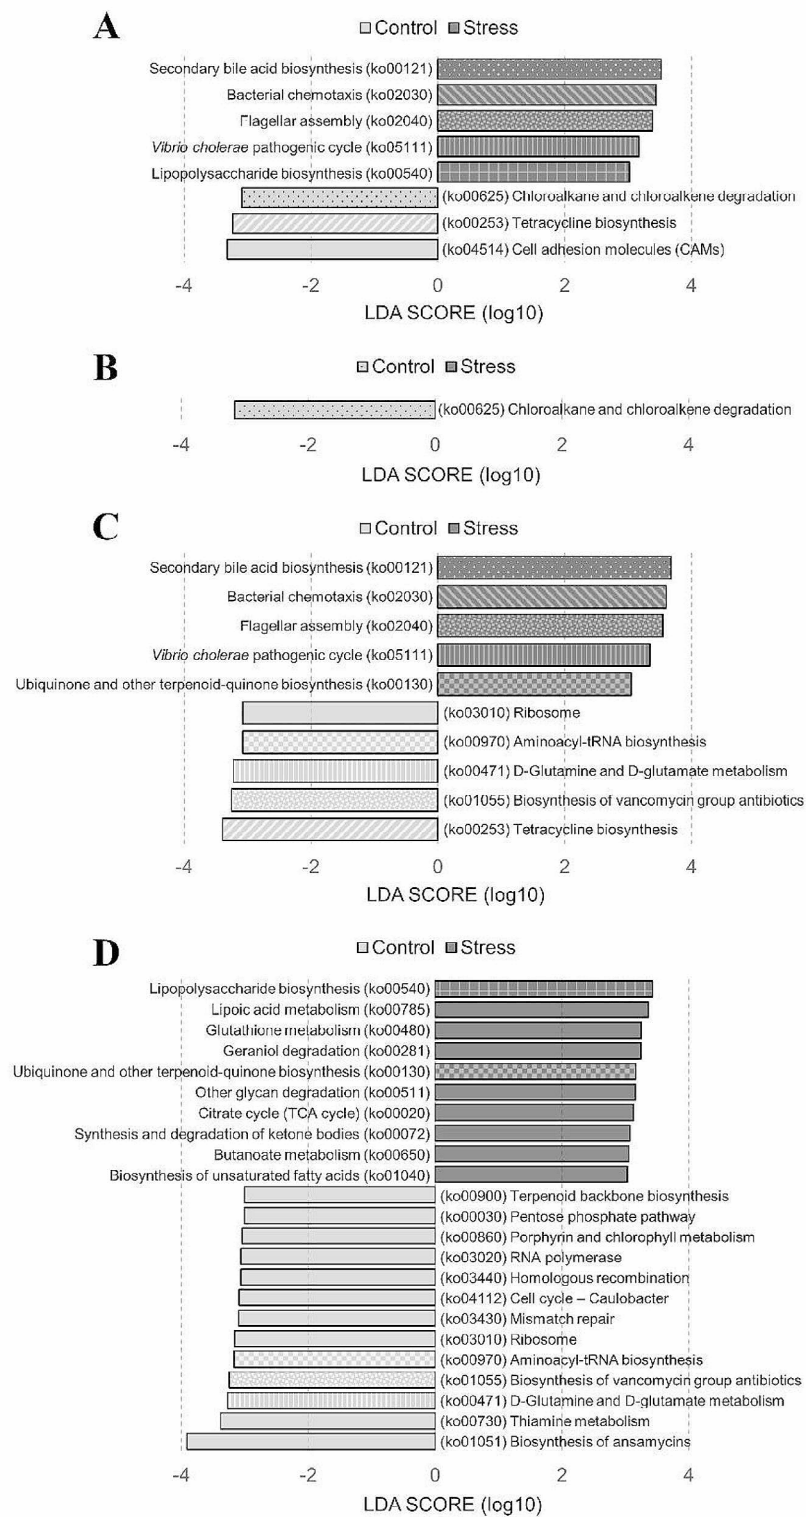 A
Control Stress
Secondary bile acid biosynthesis (ko00121)
Bacterial chemotaxis (ko02030)
Flagellar assembly (ko02040)
Vibrio cholerae pathogenic cycle (ko05111)
Lipopolysaccharide biosynthesis (ko00540)
(ko00625) Chloroalkane and chloroalkene degradation
(ko00253) Tetracycline biosynthesis
(ko04514) Cell adhesion molecules (CAMs)
-4 -2 0 2 4
LDA SCORE (log10)
B
Control Stress
(ko00625) Chloroalkane and chloroalkene degradation
-4 -2 0 2 4
LDA SCORE (log10)
C
Control Stress
Secondary bile acid biosynthesis (ko00121)
Bacterial chemotaxis (ko02030)
Flagellar assembly (ko02040)
Vibrio cholerae pathogenic cycle (ko05111)
Ubiquinone and other terpenoid-quinone biosynthesis (ko00130)
(ko03010) Ribosome
(ko00970) Aminoacyl-tRNA biosynthesis
(ko00471) D-Glutamine and D-glutamate metabolism
(ko01055) Biosynthesis of vancomycin group antibiotics
(ko00253) Tetracycline biosynthesis
-4 -2 0 2 4
LDA SCORE (log10)
D
Control Stress
Lipopolysaccharide biosynthesis (ko00540)
Lipoic acid metabolism (ko00785)
Glutathione metabolism (ko00480)
Geraniol degradation (ko00281)
Ubiquinone and other terpenoid-quinone biosynthesis (ko00130)
Other glycan degradation (ko00511)
Citrate cycle (TCA cycle) (ko00020)
Synthesis and degradation of ketone bodies (ko00072)
Butanoate metabolism (ko00650)
Biosynthesis of unsaturated fatty acids (ko01040)
(ko00900) Terpenoid backbone biosynthesis
(ko00030) Pentose phosphate pathway
(ko00860) Porphyrin and chlorophyll metabolism
(ko03020) RNA polymerase
(ko03440) Homologous recombination
(ko04112) Cell cycle – Caulobacter
(ko03430) Mismatch repair
(ko03010) Ribosome
(ko00970) Aminoacyl-tRNA biosynthesis
(ko01055) Biosynthesis of vancomycin group antibiotics
(ko00471) D-Glutamine and D-glutamate metabolism
(ko00730) Thiamine metabolism
(ko01051) Biosynthesis of ansamycins
-4 -2 0 2 4
LDA SCORE (log10)